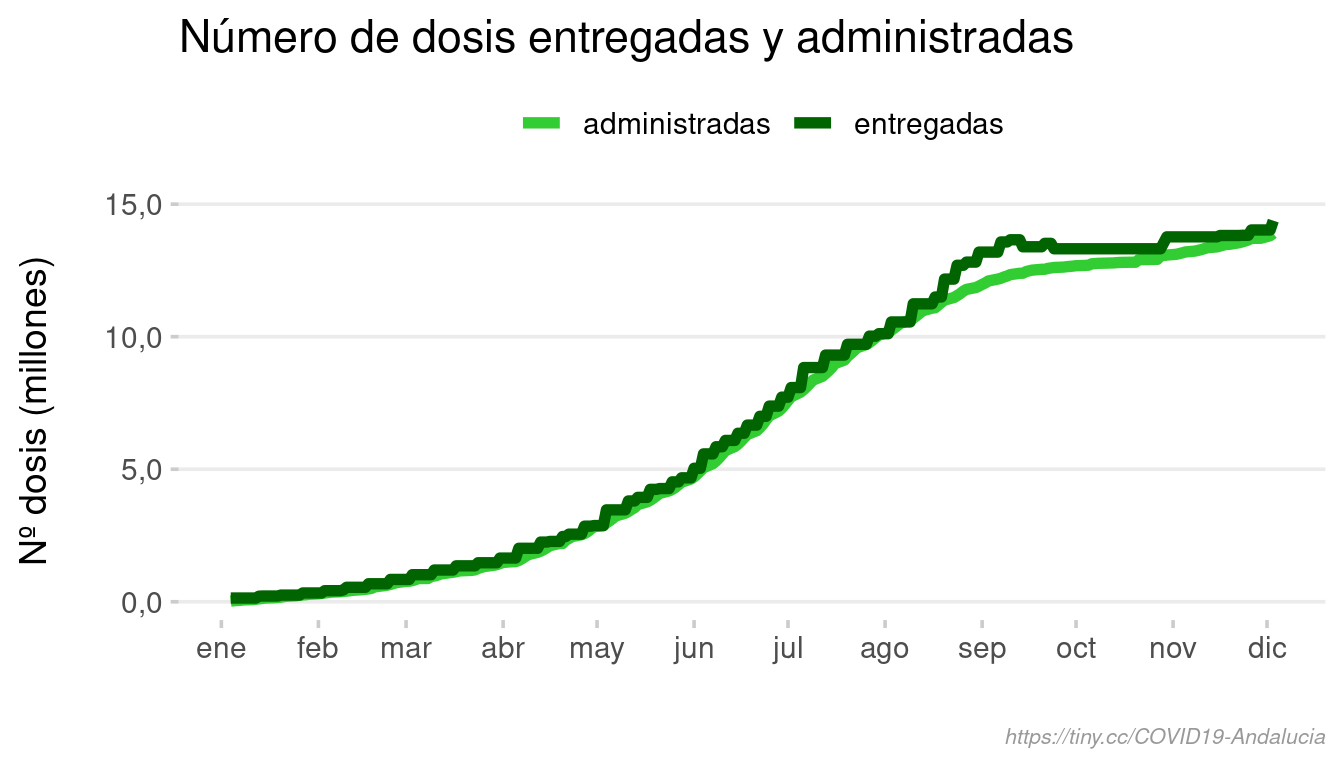 Número de dosis entregadas y administradas
administradas entregadas
Nº dosis (millones)
15,0
10,0
5,0
0,0
ene feb mar abr may jun jul ago sep oct nov dic
https://tiny.cc/COVID19-Andalucia